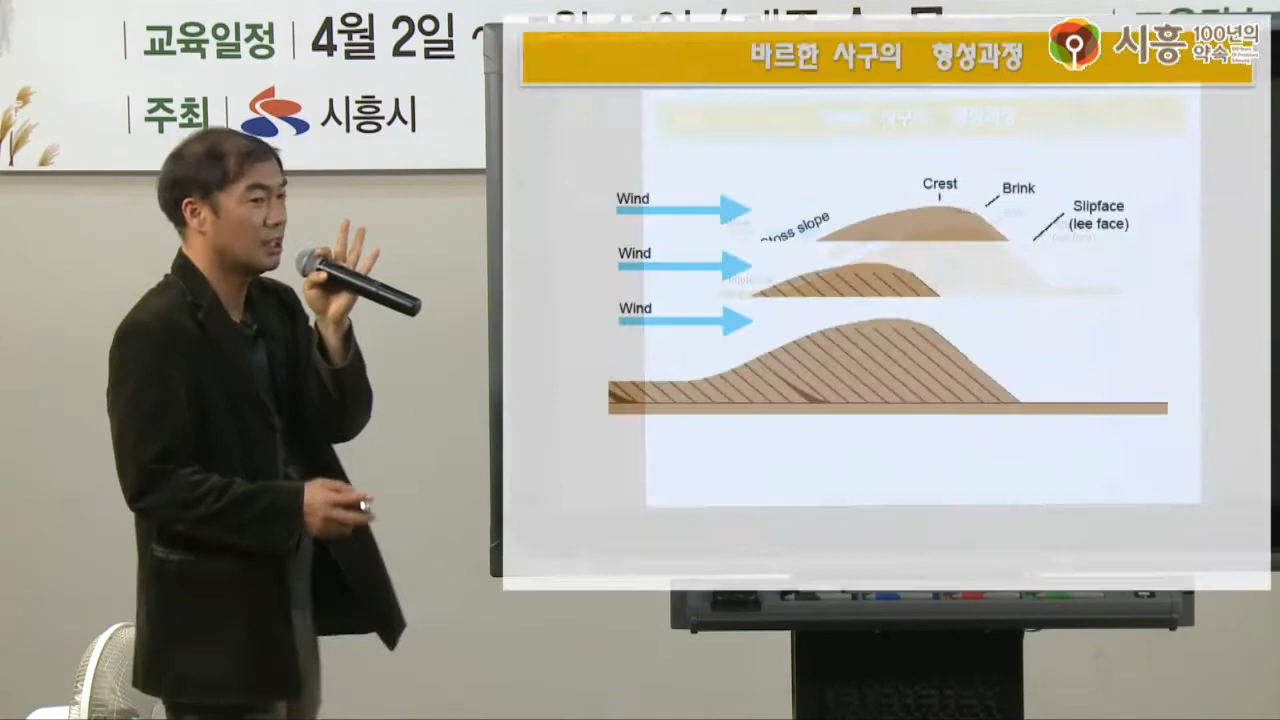 교육일정 4월 2일 ~
주최 시흥시
시흥 100년의 약속
바르한 사구의 형성과정
Crest
Brink
Wind
Slipface
(lee face)
Stoss slope
Wind
Wind